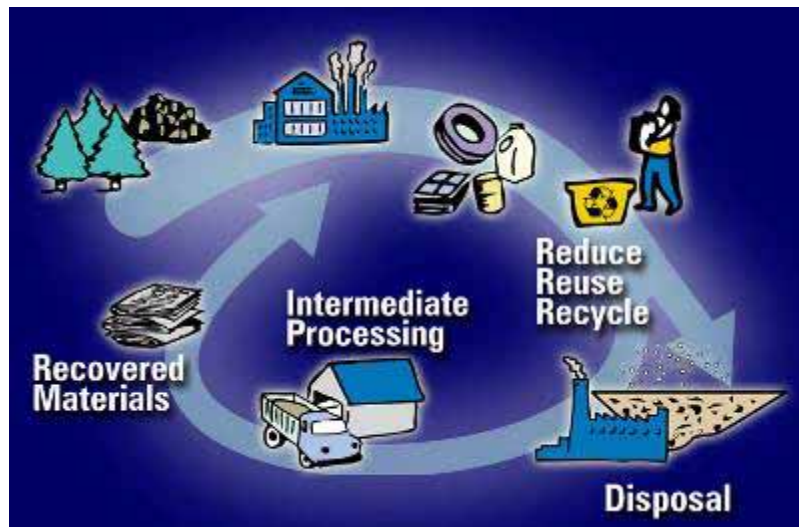 Reduce
Reuse
Recycle
Intermediate
Processing
Recovered
Materials
Disposal